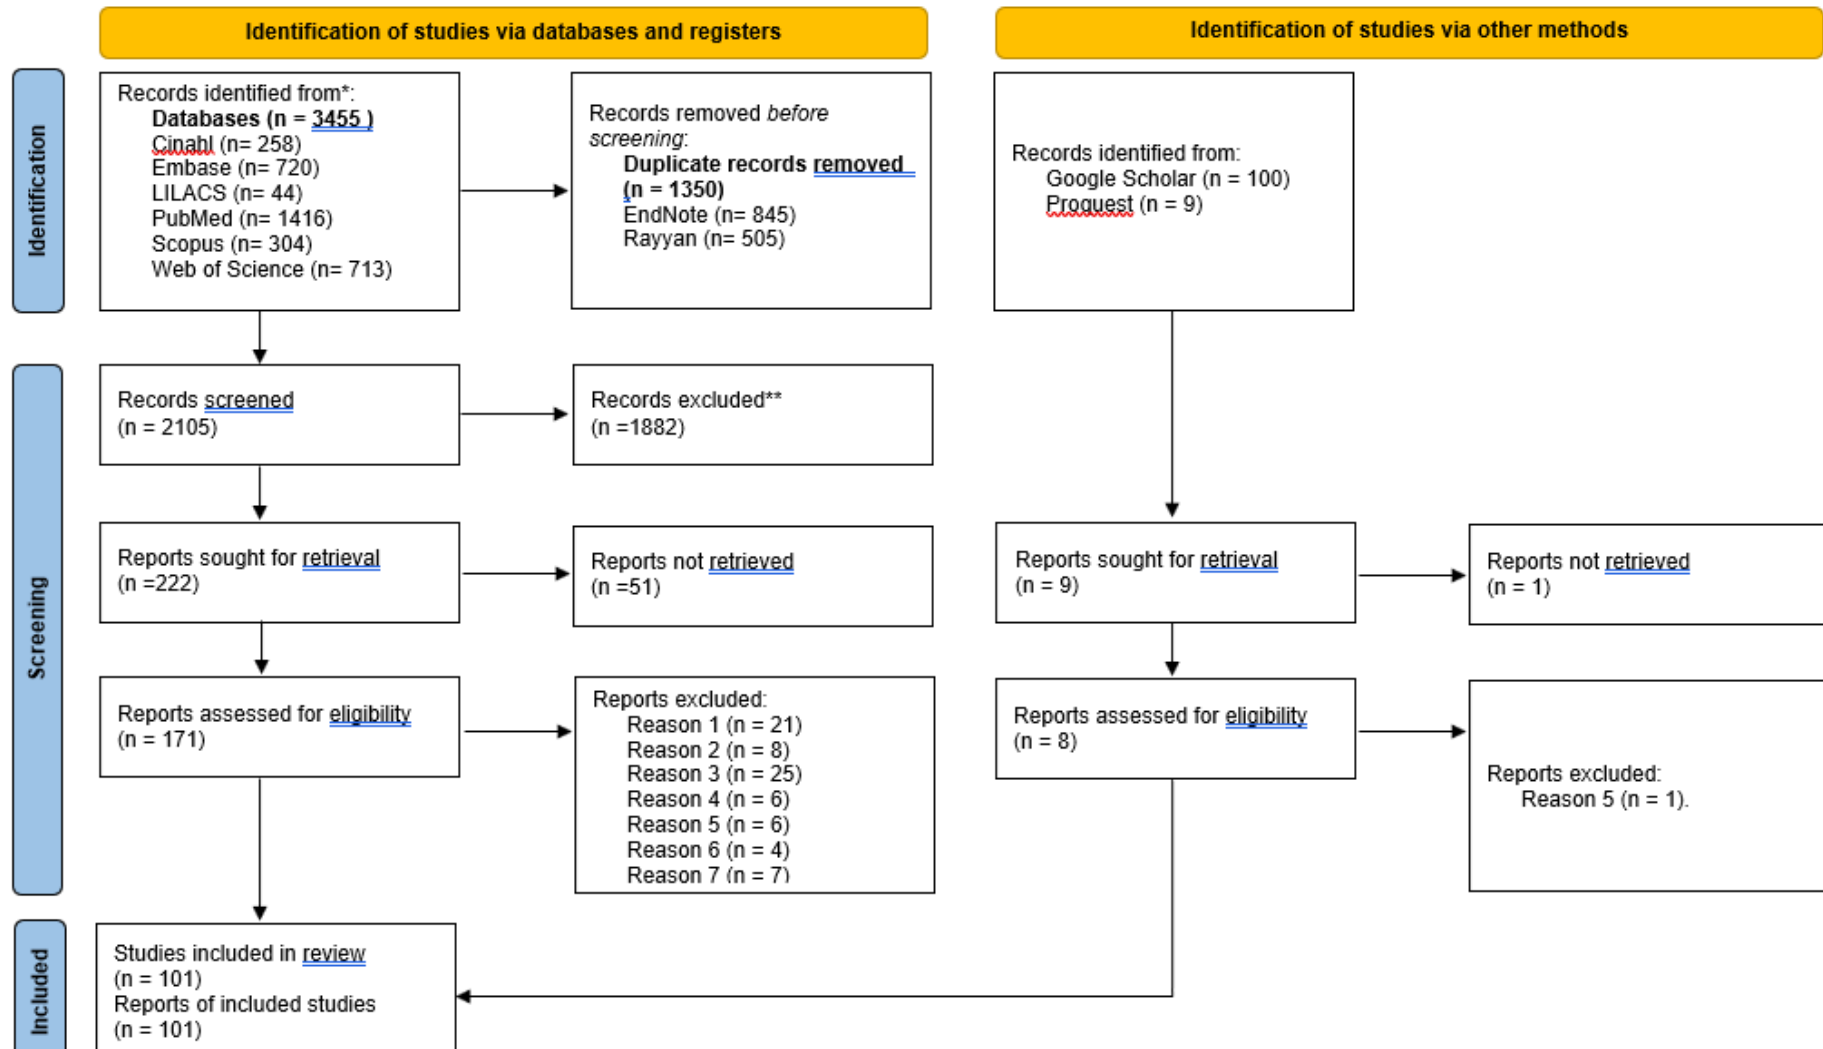 Identification of studies via databases and registers
Identification of studies via other methods
Identification
Records identified from*:
Databases (n = 3455 )
Cinahl (n= 258)
Embase (n= 720)
LILACS (n= 44)
PubMed (n= 1416)
Scopus (n= 304)
Web of Science (n= 713)
Records removed before
screening:
Duplicate records removed
(n = 1350)
EndNote (n= 845)
Rayyan (n= 505)
Records identified from:
Google Scholar (n = 100)
Proquest (n = 9)
Screening
Records screened
(n = 2105)
Records excluded**
(n =1882)
Reports sought for retrieval
(n =222)
Reports not retrieved
(n =51)
Reports sought for retrieval
(n = 9)
Reports not retrieved
(n = 1)
Reports assessed for eligibility
(n = 171)
Reports excluded:
Reason 1 (n = 21)
Reason 2 (n = 8)
Reason 3 (n = 25)
Reason 4 (n = 6)
Reason 5 (n = 6)
Reason 6 (n = 4)
Reason 7 (n = 7)
Reports assessed for eligibility
(n = 8)
Reports excluded:
Reason 5 (n = 1).
Included
Studies included in review
(n = 101)
Reports of included studies
(n = 101)